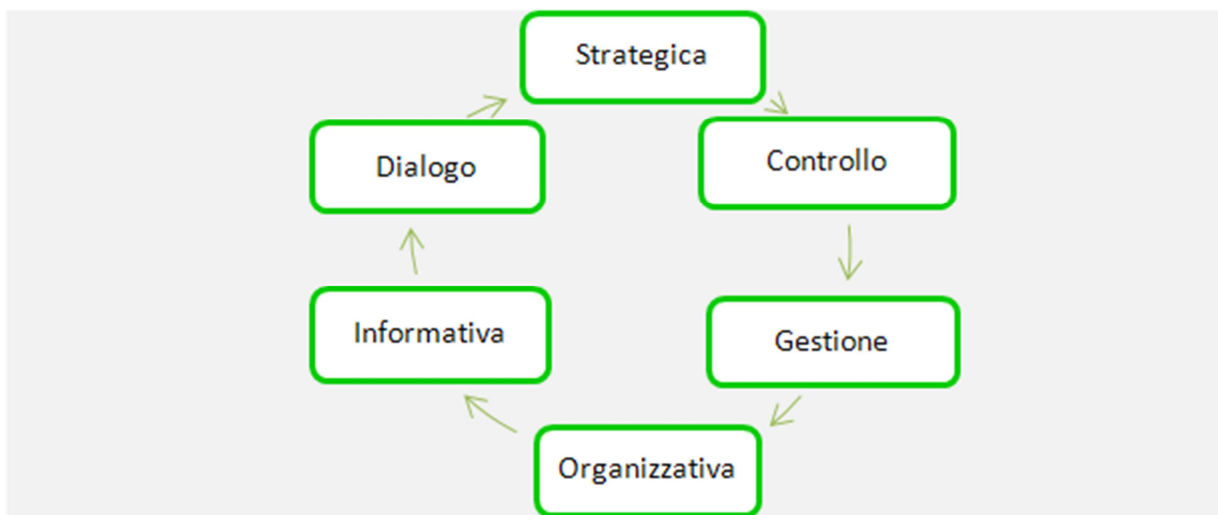 Strategica
Controllo
Gestione
Organizzativa
Informativa
Dialogo